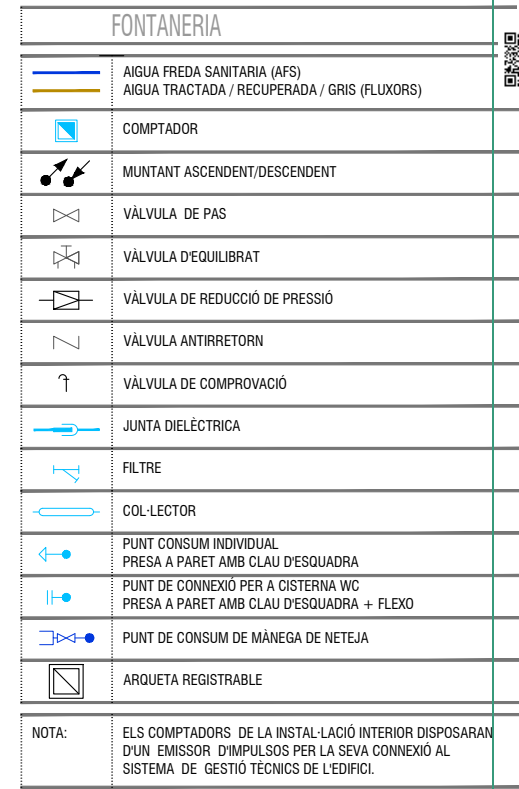 FONTANERIA
AIGUA FREDA SANITARIA (AFS)
AIGUA TRACTADA / RECUPERADA / GRIS (FLUXORS)
COMPTADOR
MUNTANT ASCENDENT/DESCENDENT
VÀLVULA DE PAS
VÀLVULA D'EQUILIBRAT
VÀLVULA DE REDUCCIÓ DE PRESSIÓ
VÀLVULA ANTIRRETORN
VÀLVULA DE COMPROVACIÓ
JUNTA DIELÈCTRICA
FILTRE
COL·LECTOR
PUNT CONSUM INDIVIDUAL
PRESA A PARET AMB CLAU D'ESQUADRA
PUNT DE CONNEXIÓ PER A CISTERNA WC
PRESA A PARET AMB CLAU D'ESQUADRA + FLEXO
PUNT DE CONSUM DE MÀNEGA DE NETEJA
ARQUETA REGISTRABLE
NOTA: ELS COMPTADORS DE LA INSTAL·LACIÓ INTERIOR DISPOSARAN
D'UN EMISSOR D'IMPULSOS PER LA SEVA CONNEXIÓ AL
SISTEMA DE GESTIÓ TÈCNICS DE L'EDIFICI.